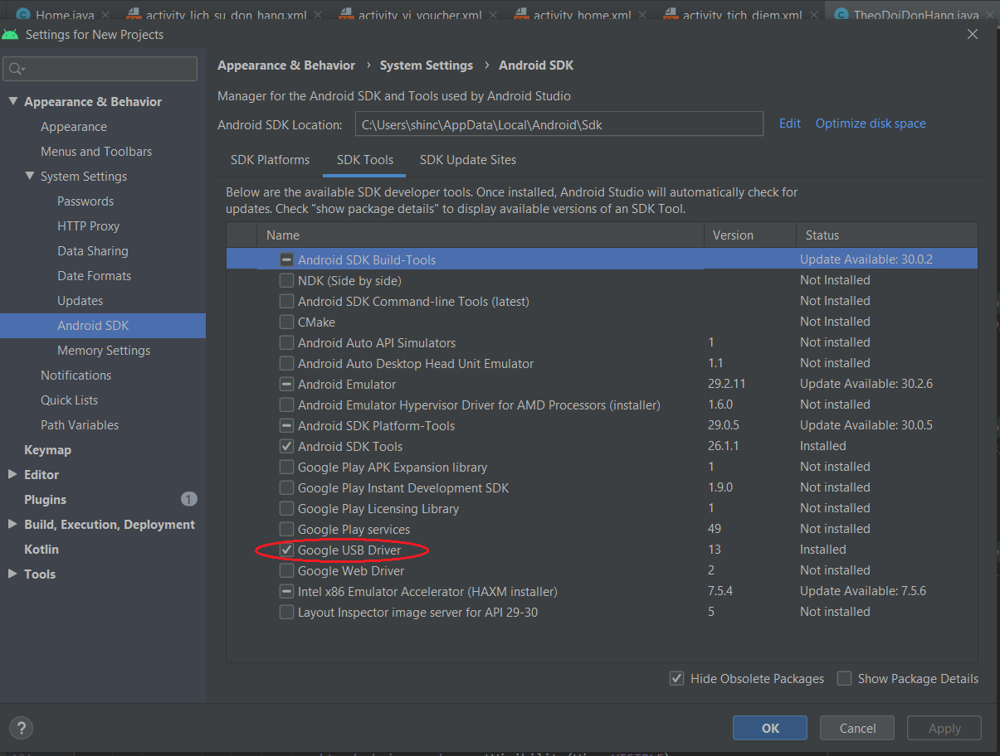 Home.java
activity_lich_su_don_hang.xml
activity_vi_voucher.xml
activity_home.xml
activity_tich_diem.xml
TheoDoiDonHang.java
Settings for New Projects
Appearance & Behavior
Appearance
Menus and Toolbars
System Settings
Passwords
HTTP Proxy
Data Sharing
Date Formats
Updates
Android SDK
Memory Settings
Notifications
Quick Lists
Path Variables
Keymap
Editor
Plugins 1
Build, Execution, Deployment
Kotlin
Tools
Appearance & Behavior › System Settings › Android SDK
Manager for the Android SDK and Tools used by Android Studio
Android SDK Location: C:\Users\shinc\AppData\Local\Android\Sdk Edit Optimize disk space
SDK Platforms SDK Tools SDK Update Sites
Below are the available SDK developer tools. Once installed, Android Studio will automatically check for
updates. Check "show package details" to display available versions of an SDK Tool.
Name Version Status
Android SDK Build-Tools Update Available: 30.0.2
NDK (Side by side) Not Installed
Android SDK Command-line Tools (latest) Not Installed
CMake Not Installed
Android Auto API Simulators 1 Not installed
Android Auto Desktop Head Unit Emulator 1.1 Not installed
Android Emulator 29.2.11 Update Available: 30.2.6
Android Emulator Hypervisor Driver for AMD Processors (installer) 1.6.0 Not installed
Android SDK Platform-Tools 29.0.5 Update Available: 30.0.5
Android SDK Tools 26.1.1 Installed
Google Play APK Expansion library 1 Not installed
Google Play Instant Development SDK 1.9.0 Not installed
Google Play Licensing Library 1 Not installed
Google Play services 49 Not installed
Google USB Driver 13 Installed
Google Web Driver 2 Not installed
Intel x86 Emulator Accelerator (HAXM installer) 7.5.4 Update Available: 7.5.6
Layout Inspector image server for API 29-30 5 Not installed
Hide Obsolete Packages Show Package Details
? OK Cancel Apply